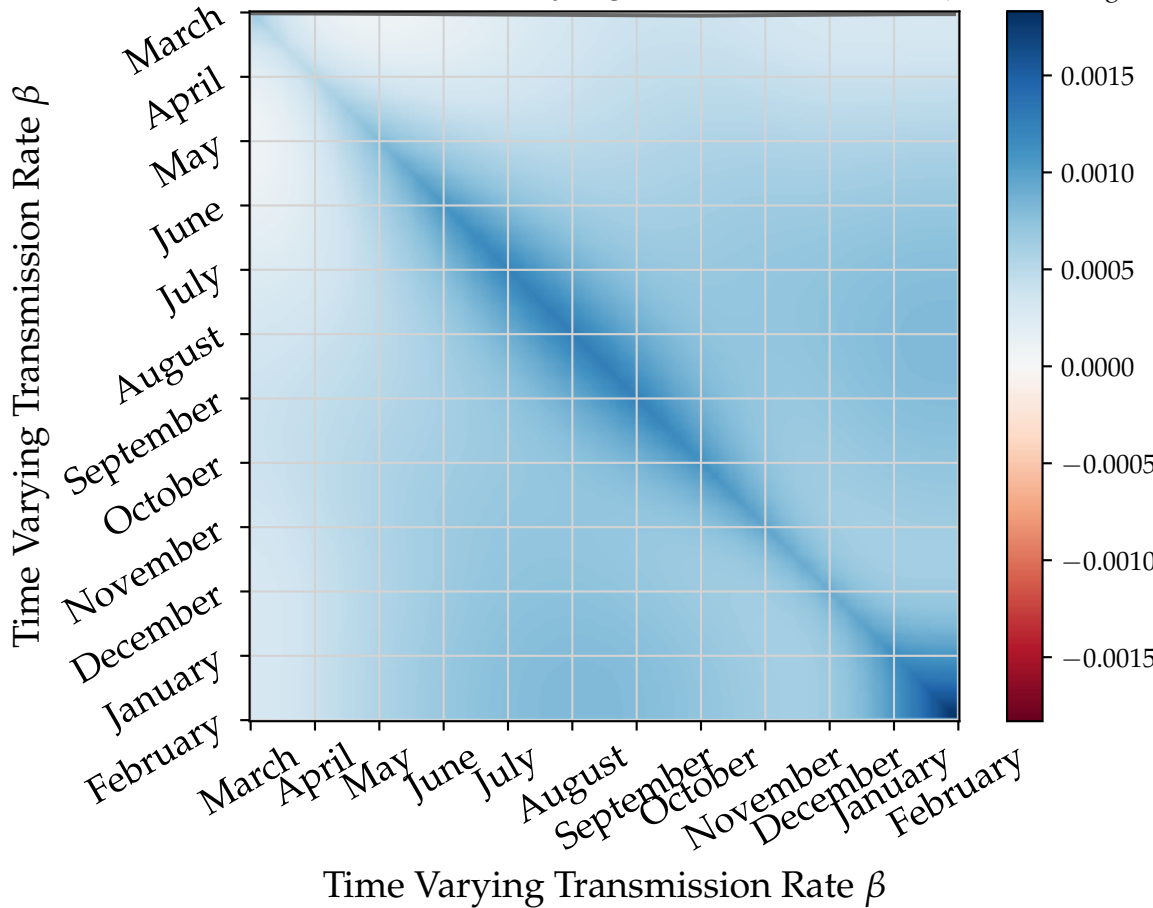 March
April
May
June
July
August
September
October
November
December
January
February
Time Varying Transmission Rate β
March
April
May
June
July
August
September
October
November
December
January
February
Time Varying Transmission Rate β
0.0015
0.0010
0.0005
0.0000
−0.0005
−0.0010
−0.0015